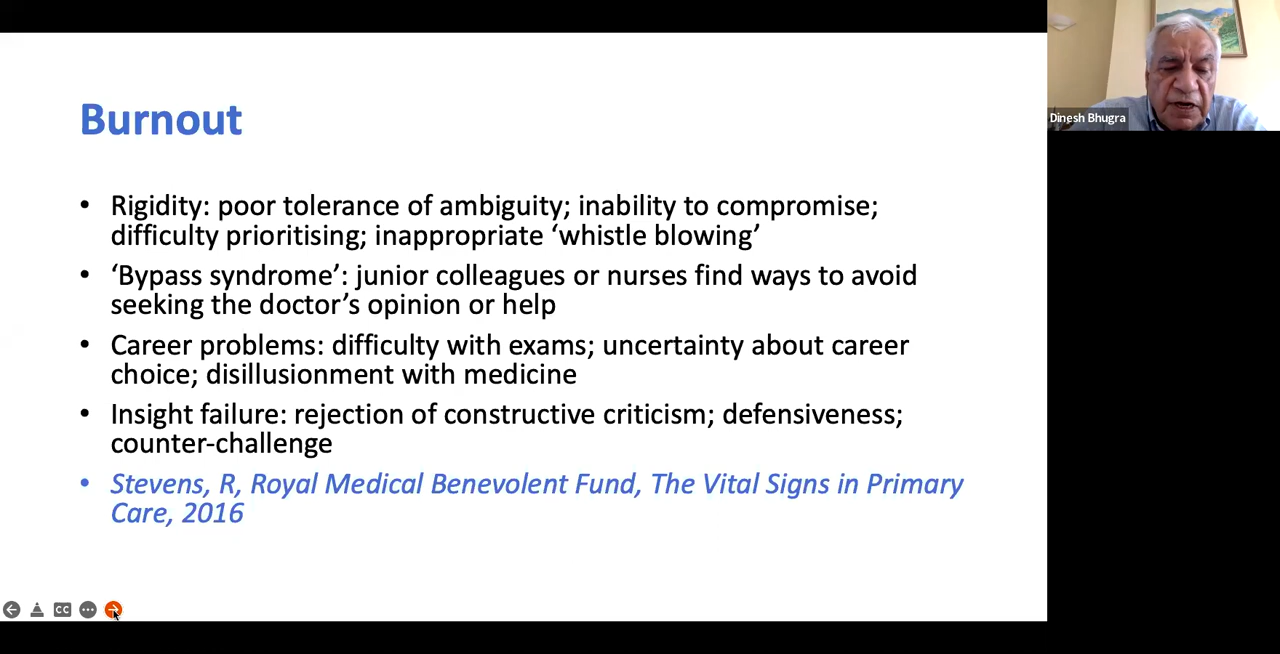 Burnout
• Rigidity: poor tolerance of ambiguity; inability to compromise;
difficulty prioritising; inappropriate ‘whistle blowing’
• ‘Bypass syndrome’: junior colleagues or nurses find ways to avoid
seeking the doctor’s opinion or help
• Career problems: difficulty with exams; uncertainty about career
choice; disillusionment with medicine
• Insight failure: rejection of constructive criticism; defensiveness;
counter-challenge
• Stevens, R, Royal Medical Benevolent Fund, The Vital Signs in Primary
Care, 2016
CC
Dinesh Bhugra